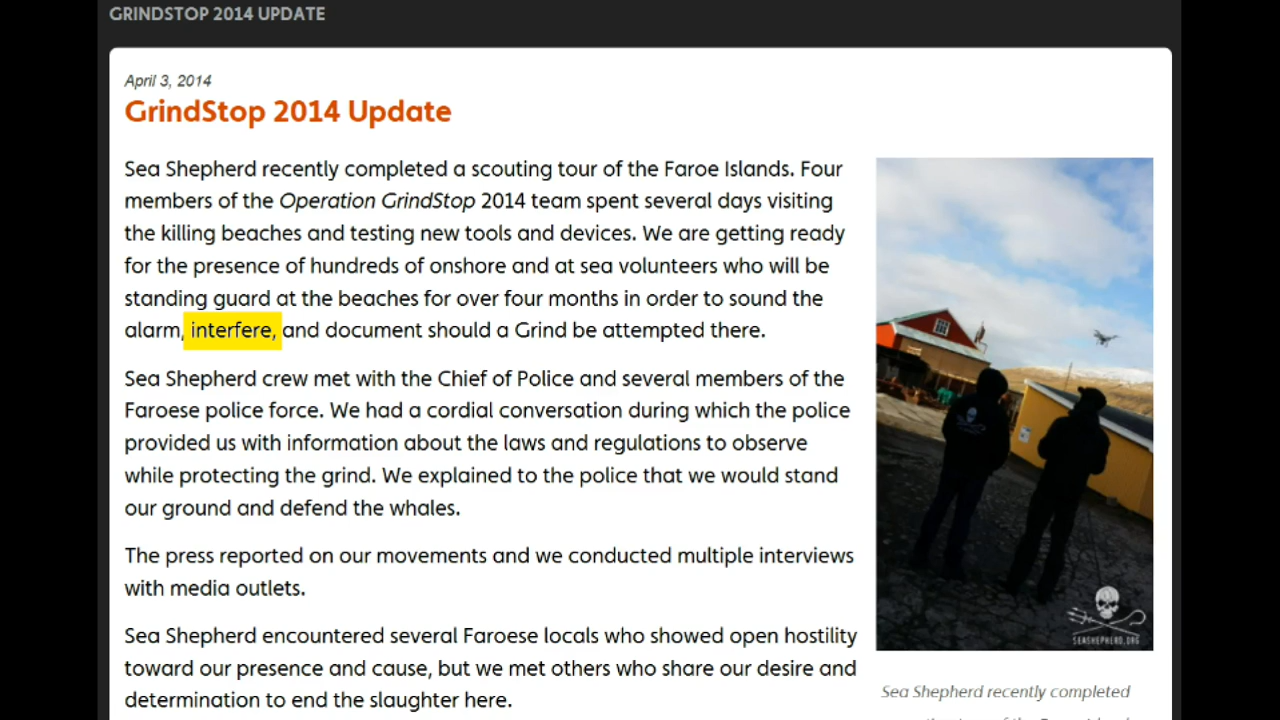 GRINDSTOP 2014 UPDATE
April 3, 2014
GrindStop 2014 Update
Sea Shepherd recently completed a scouting tour of the Faroe Islands. Four
members of the Operation GrindStop 2014 team spent several days visiting
the killing beaches and testing new tools and devices. We are getting ready
for the presence of hundreds of onshore and at sea volunteers who will be
standing guard at the beaches for over four months in order to sound the
alarm, interfere, and document should a Grind be attempted there.
Sea Shepherd crew met with the Chief of Police and several members of the
Faroese police force. We had a cordial conversation during which the police
provided us with information about the laws and regulations to observe
while protecting the grind. We explained to the police that we would stand
our ground and defend the whales.
The press reported on our movements and we conducted multiple interviews
with media outlets.
Sea Shepherd encountered several Faroese locals who showed open hostility
toward our presence and cause, but we met others who share our desire and
determination to end the slaughter here.
SEASHEPHERD.ORG
Sea Shepherd recently completed